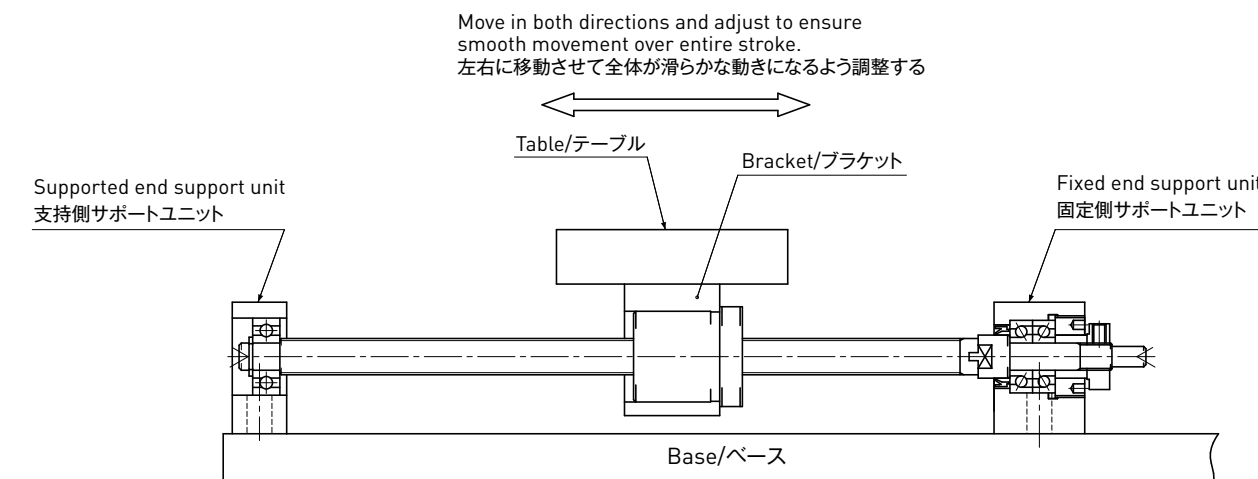 Move in both directions and adjust to ensure
smooth movement over entire stroke.
左右に移動させて全体が滑らかな動きになるよう調整する
Table/テーブル
Bracket/ブラケット
Supported end support unit
支持側サポートユニット
Fixed end support unit
固定側サポートユニット
Base/ベース